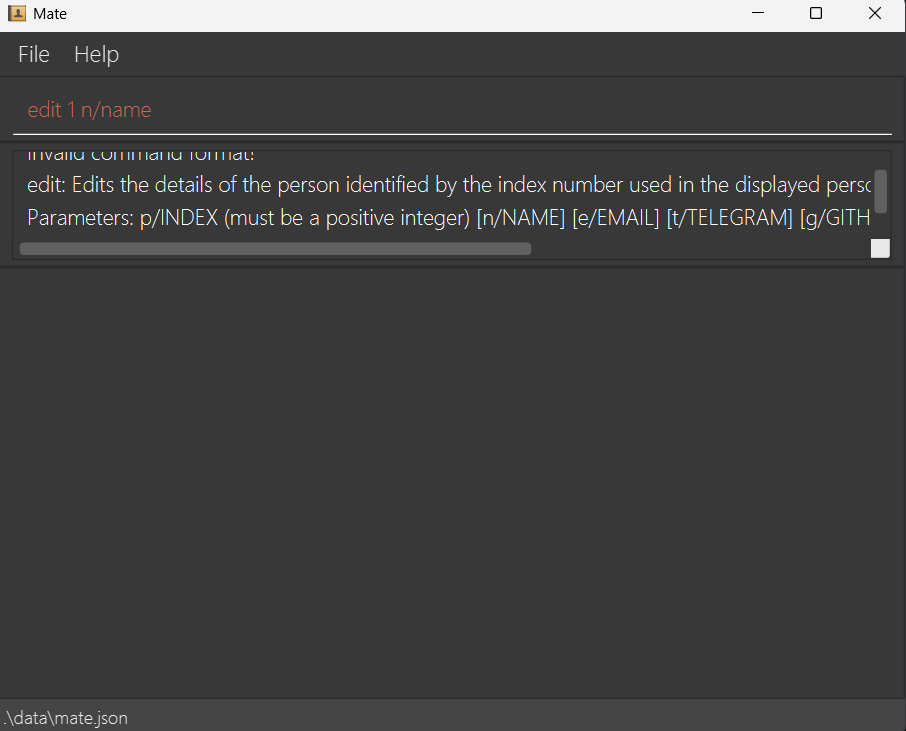 Mate
File Help
edit 1 n/name
Invalid command format!
edit: Edits the details of the person identified by the index number used in the displayed
Parameters: p/INDEX (must be a positive integer) [n/NAME] [e/EMAIL] [t/TELEGRAM] [g/GITH
.\data\mate.json